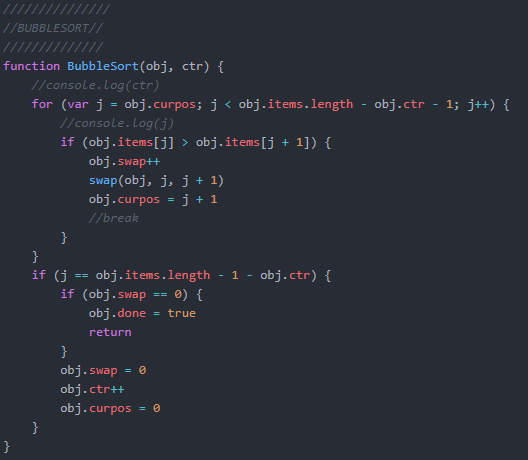 ///////////////
//BUBBLESORT//
//////////////
function BubbleSort(obj, ctr) {
    //console.log(ctr)
    for (var j = obj.curpos; j < obj.items.length - obj.ctr - 1; j++) {
        //console.log(j)
        if (obj.items[j] > obj.items[j + 1]) {
            obj.swap++
            swap(obj, j, j + 1)
            obj.curpos = j + 1
            //break
        }
    }
    if (j == obj.items.length - 1 - obj.ctr) {
        if (obj.swap == 0) {
            obj.done = true
            return
        }
        obj.swap = 0
        obj.ctr++
        obj.curpos = 0
    }
}